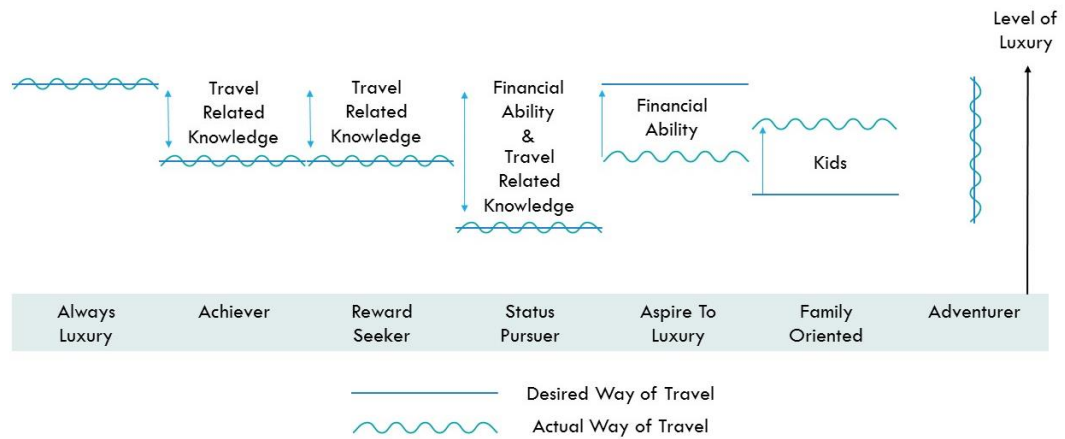 Level of
Luxury
Travel
Related
Knowledge
Travel
Related
Knowledge
Financial
Ability
&
Travel
Related
Knowledge
Financial
Ability
Kids
Always
Luxury
Achiever
Reward
Seeker
Status
Pursuer
Aspire To
Luxury
Family
Oriented
Adventurer
Desired Way of Travel
Actual Way of Travel